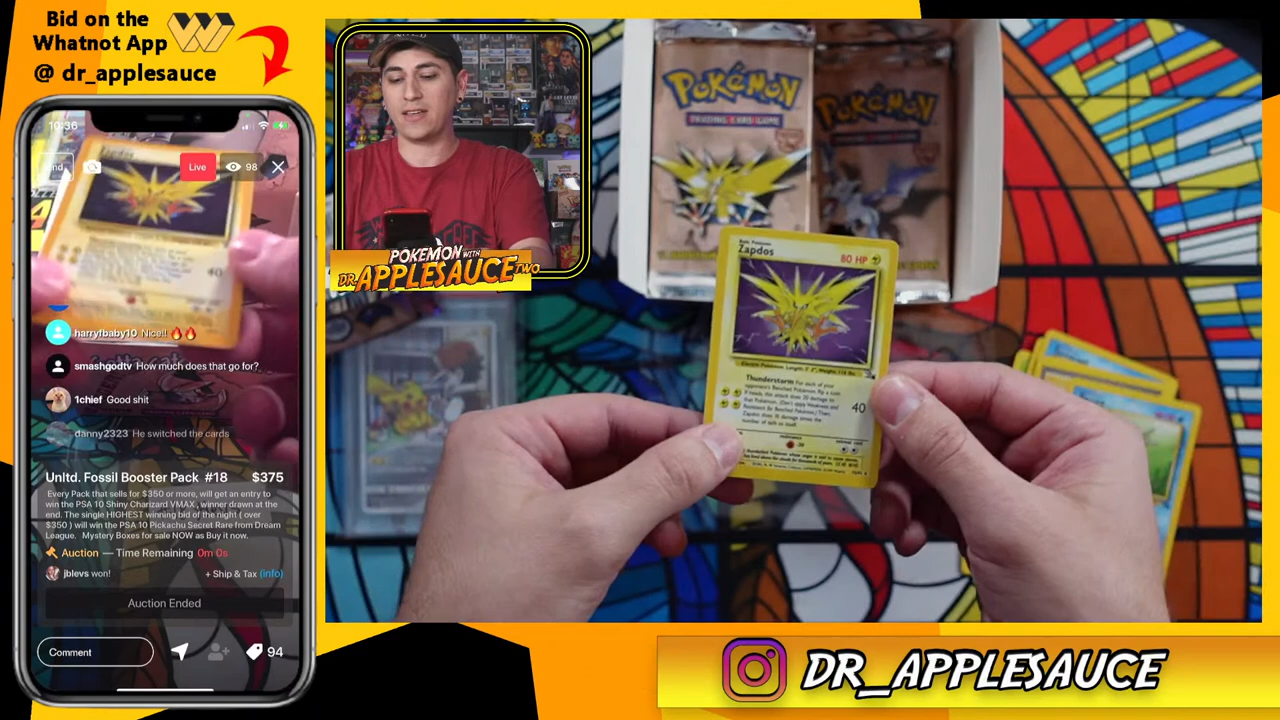 Bid on the
Whatnot App
@ dr_applesauce
10:36
Live
98
harryfbaby10 Nice!! 🔥🔥
smashgodtv How much does that go for?
1chief Good shit
danny2323 He switched the cards
Unltd. Fossil Booster Pack #18 $375
Every Pack that sells for $350 or more, will get an entry to
win the PSA 10 Shiny Charizard VMAX , winner drawn at the
end. The single HIGHEST winning bid of the night ( over
$350 ) will win the PSA 10 Pickachu Secret Rare from Dream
League. Mystery Boxes for sale NOW as Buy it now.
Auction — Time Remaining 0m 0s
jblevs won!
+ Ship & Tax (info)
Auction Ended
Comment
94
POKEMON WITH
DR. APPLESAUCE TWO
POKéMON
TRADING CARD GAME
POKéMON
Basic Pokémon
Zapdos
80 HP
Thunderstorm
40
DR_APPLESAUCE